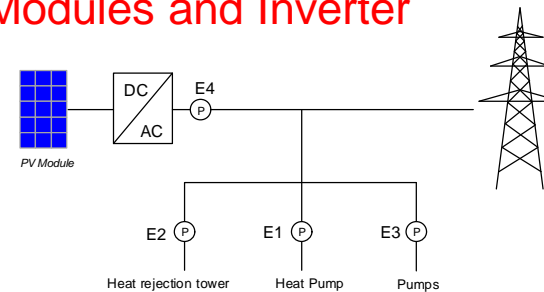 Modules and Inverter
DC
AC
E4
P
PV Module
E2 P
E1 P
E3 P
Heat rejection tower
Heat Pump
Pumps